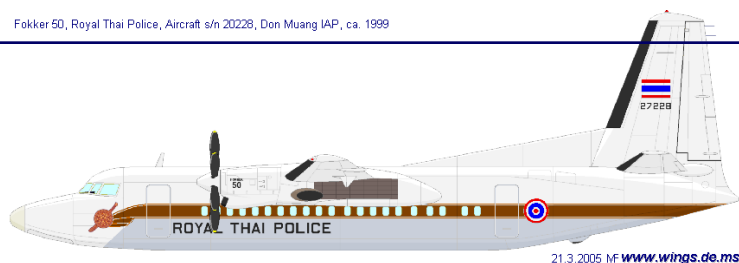 Fokker 50, Royal Thai Police, Aircraft s/n 20228, Don Muang IAP, ca. 1999
27228
50
ROYAL THAI POLICE
21.3.2005 MF www.wings.de.ms